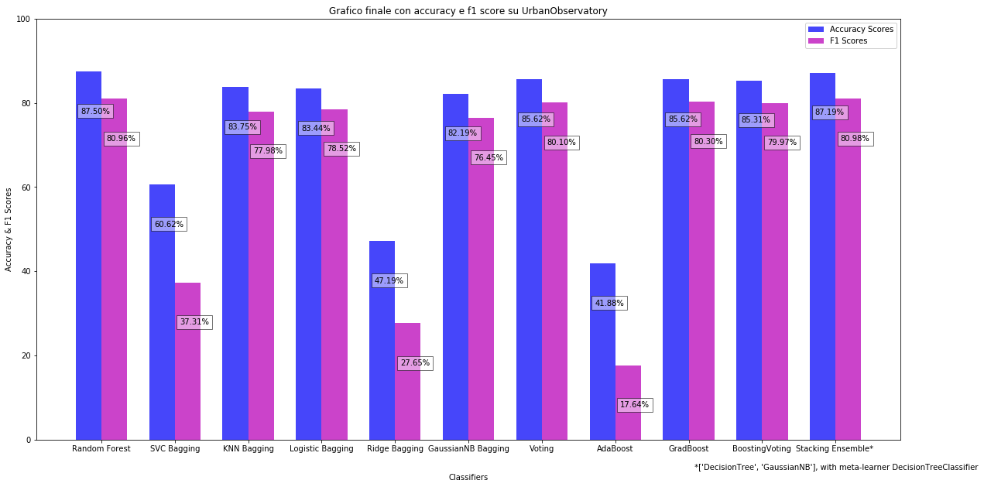 Grafico finale con accuracy e f1 score su UrbanObservatory
Accuracy Scores
F1 Scores
Accuracy & F1 Scores
100
80
60
40
20
0
87.50%
80.96%
60.62%
37.31%
83.75%
77.98%
83.44%
78.52%
47.19%
27.65%
82.19%
76.45%
85.62%
80.10%
41.88%
17.64%
85.62%
80.30%
85.31%
79.97%
87.19%
80.98%
Random Forest
SVC Bagging
KNN Bagging
Logistic Bagging
Ridge Bagging
GaussianNB Bagging
Voting
AdaBoost
GradBoost
BoostingVoting
Stacking Ensemble*
Classifiers
*['DecisionTree', 'GaussianNB'], with meta-learner DecisionTreeClassifier